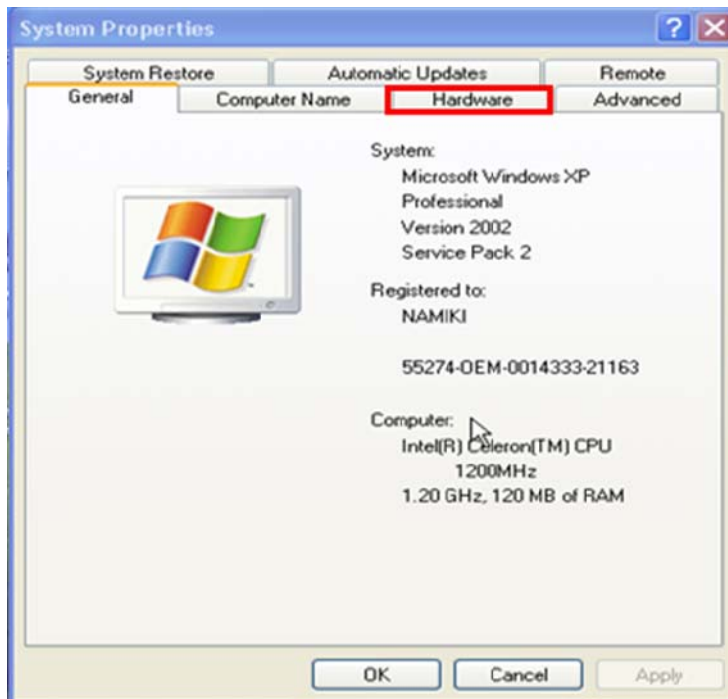 System Properties
System Restore Automatic Updates Remote
General Computer Name Hardware Advanced
System:
Microsoft Windows XP
Professional
Version 2002
Service Pack 2
Registered to:
NAMIKI
55274-OEM-0014333-21163
Computer:
Intel(R) Celeron(TM) CPU
1200MHz
1.20 GHz, 120 MB of RAM
OK Cancel Apply